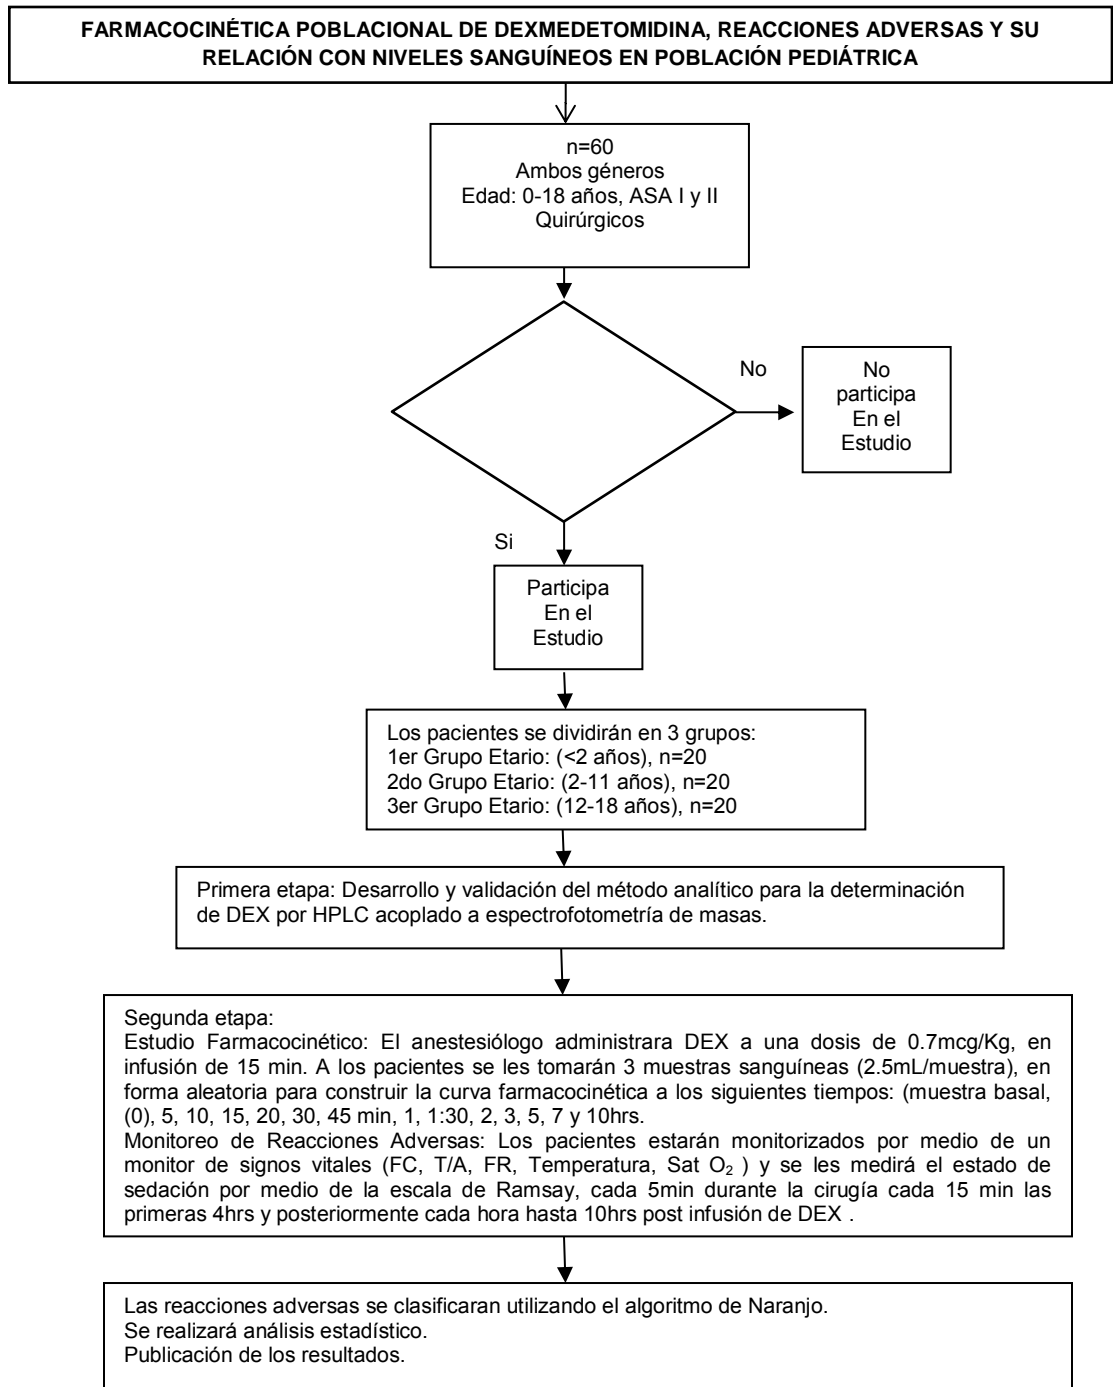 FARMACOCINÉTICA POBLACIONAL DE DEXMEDETOMIDINA, REACCIONES ADVERSAS Y SU
RELACIÓN CON NIVELES SANGUÍNEOS EN POBLACIÓN PEDIÁTRICA
n=60
Ambos géneros
Edad: 0-18 años, ASA I y II
Quirúrgicos
No
No
participa
En el
Estudio
Si
Participa
En el
Estudio
Los pacientes se dividirán en 3 grupos:
1er Grupo Etario: (<2 años), n=20
2do Grupo Etario: (2-11 años), n=20
3er Grupo Etario: (12-18 años), n=20
Primera etapa: Desarrollo y validación del método analítico para la determinación
de DEX por HPLC acoplado a espectrofotometría de masas.
Segunda etapa:
Estudio Farmacocinético: El anestesiólogo administrara DEX a una dosis de 0.7mcg/Kg, en
infusión de 15 min. A los pacientes se les tomarán 3 muestras sanguíneas (2.5mL/muestra), en
forma aleatoria para construir la curva farmacocinética a los siguientes tiempos: (muestra basal,
(0), 5, 10, 15, 20, 30, 45 min, 1, 1:30, 2, 3, 5, 7 y 10hrs.
Monitoreo de Reacciones Adversas: Los pacientes estarán monitorizados por medio de un
monitor de signos vitales (FC, T/A, FR, Temperatura, Sat O₂ ) y se les medirá el estado de
sedación por medio de la escala de Ramsay, cada 5min durante la cirugía cada 15 min las
primeras 4hrs y posteriormente cada hora hasta 10hrs post infusión de DEX .
Las reacciones adversas se clasificaran utilizando el algoritmo de Naranjo.
Se realizará análisis estadístico.
Publicación de los resultados.